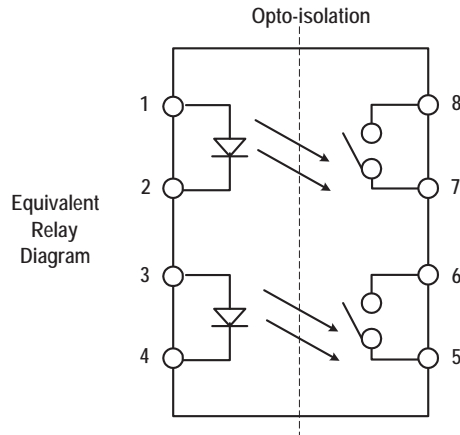 Opto-isolation
1
8
2
7
Equivalent
Relay
Diagram
3
6
4
5